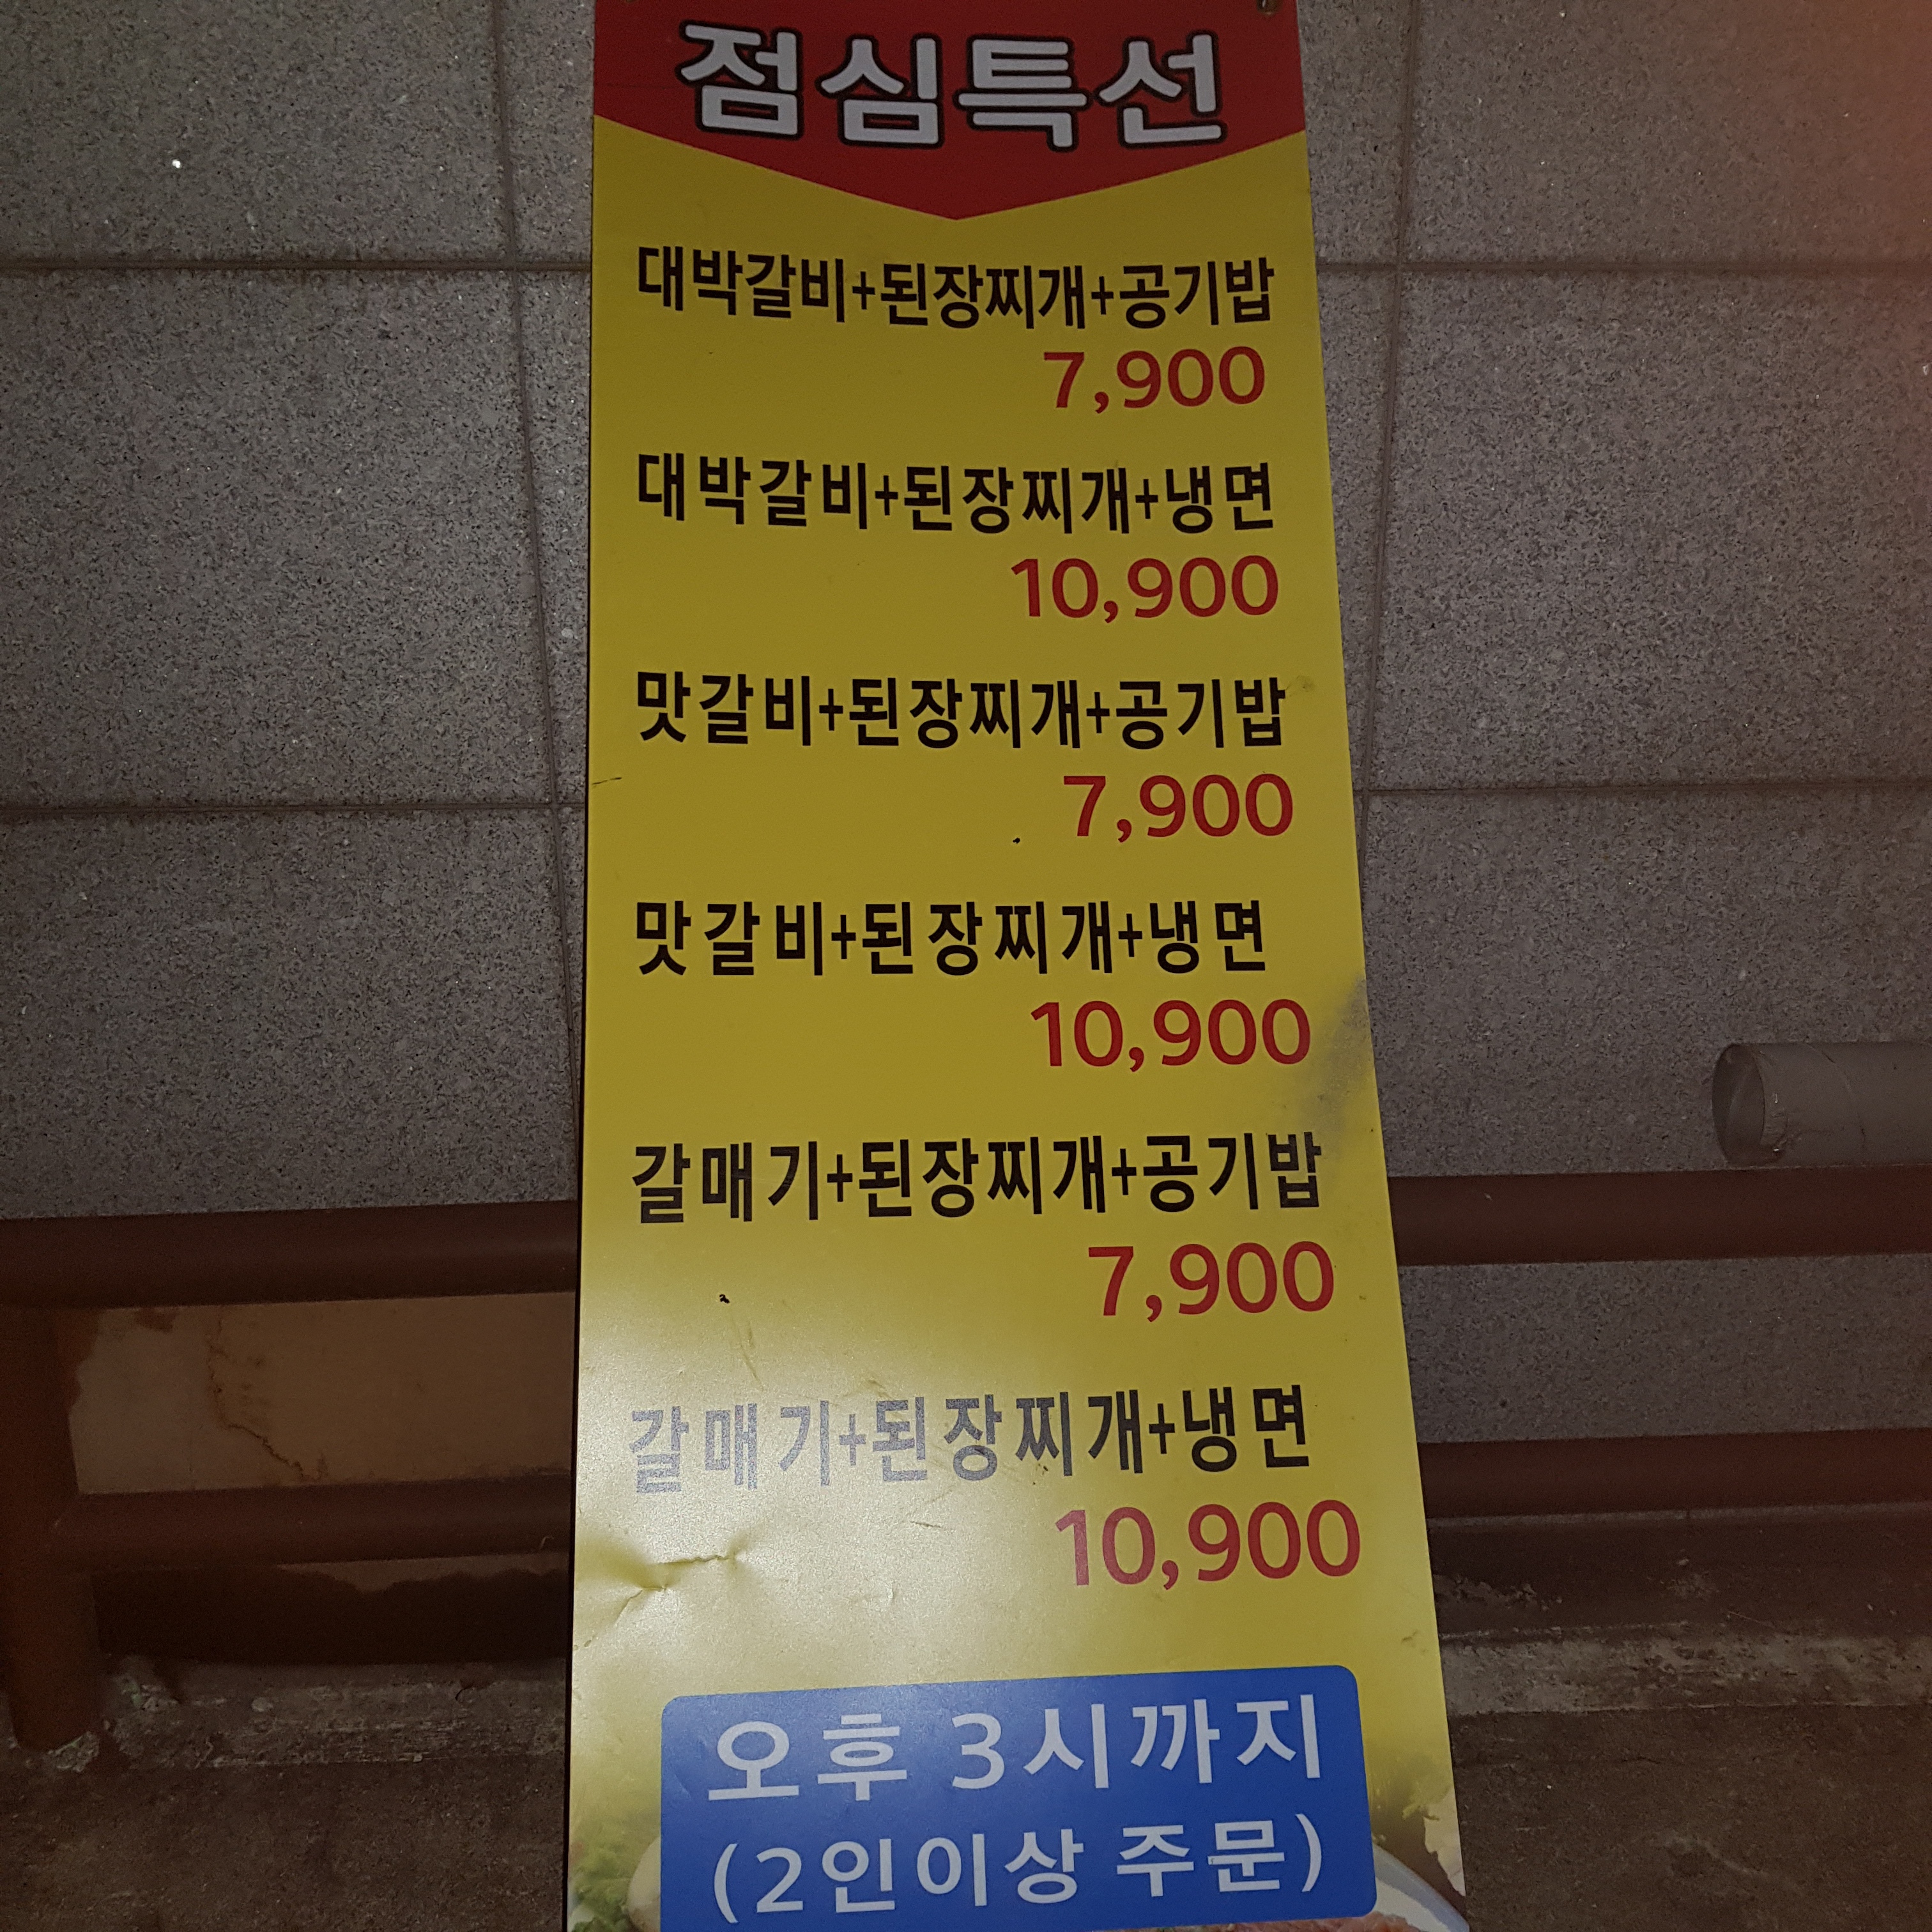 점심특선
대박갈비+된장찌개+공기밥
7,900
대박갈비+된장찌개+냉면
10,900
맛갈비+된장찌개+공기밥
7,900
맛갈비+된장찌개+냉면
10,900
갈매기+된장찌개+공기밥
7,900
갈매기+된장찌개+냉면
10,900
오후 3시까지
(2인이상 주문)